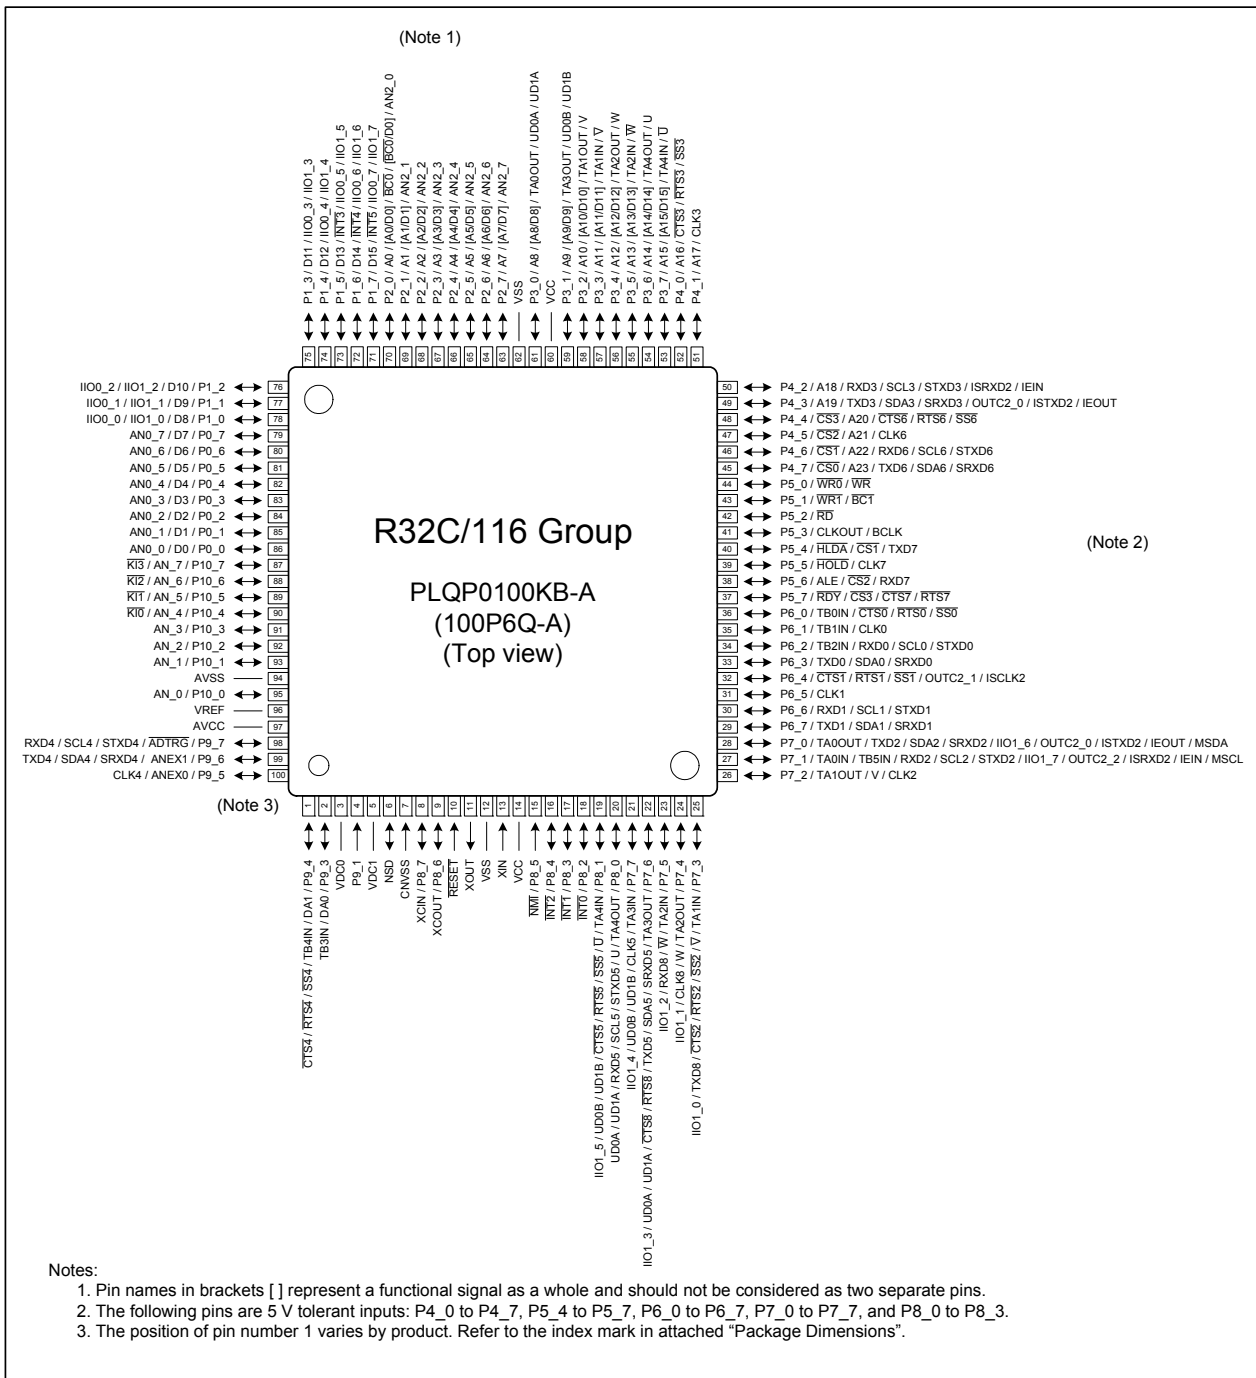 (Note 1)
P1_3 / D11 / IIO0_3 / IIO1_3
P1_4 / D12 / IIO0_4 / IIO1_4
P1_5 / D13 / INT3 / IIO0_5 / IIO1_5
P1_6 / D14 / INT4 / IIO0_6 / IIO1_6
P1_7 / D15 / INT5 / IIO0_7 / IIO1_7
P2_0 / A0 / [A0/D0] / BC0 / [BC0/D0] / AN2_0
P2_1 / A1 / [A1/D1] / AN2_1
P2_2 / A2 / [A2/D2] / AN2_2
P2_3 / A3 / [A3/D3] / AN2_3
P2_4 / A4 / [A4/D4] / AN2_4
P2_5 / A5 / [A5/D5] / AN2_5
P2_6 / A6 / [A6/D6] / AN2_6
P2_7 / A7 / [A7/D7] / AN2_7
VSS
P3_0 / A8 / [A8/D8] / TA0OUT / UD0A / UD1A
VCC
P3_1 / A9 / [A9/D9] / TA3OUT / UD0B / UD1B
P3_2 / A10 / [A10/D10] / TA1OUT / V
P3_3 / A11 / [A11/D11] / TA1IN / V
P3_4 / A12 / [A12/D12] / TA2OUT / W
P3_5 / A13 / [A13/D13] / TA2IN / W
P3_6 / A14 / [A14/D14] / TA4OUT / U
P3_7 / A15 / [A15/D15] / TA4IN / U
P4_0 / A16 / CTS3 / RTS3 / SS3
P4_1 / A17 / CLK3
75 74 73 72 71 70 69 68 67 66 65 64 63 62 61 60 59 58 57 56 55 54 53 52 51
IIO0_2 / IIO1_2 / D10 / P1_2 76
IIO0_1 / IIO1_1 / D9 / P1_1 77
IIO0_0 / IIO1_0 / D8 / P1_0 78
AN0_7 / D7 / P0_7 79
AN0_6 / D6 / P0_6 80
AN0_5 / D5 / P0_5 81
AN0_4 / D4 / P0_4 82
AN0_3 / D3 / P0_3 83
AN0_2 / D2 / P0_2 84
AN0_1 / D1 / P0_1 85
AN0_0 / D0 / P0_0 86
KI3 / AN_7 / P10_7 87
KI2 / AN_6 / P10_6 88
KI1 / AN_5 / P10_5 89
KI0 / AN_4 / P10_4 90
AN_3 / P10_3 91
AN_2 / P10_2 92
AN_1 / P10_1 93
AVSS 94
AN_0 / P10_0 95
VREF 96
AVCC 97
RXD4 / SCL4 / STXD4 / ADTRG / P9_7 98
TXD4 / SDA4 / SRXD4 / ANEX1 / P9_6 99
CLK4 / ANEX0 / P9_5 100
R32C/116 Group
PLQP0100KB-A
(100P6Q-A)
(Top view)
50 P4_2 / A18 / RXD3 / SCL3 / STXD3 / ISRXD2 / IEIN
49 P4_3 / A19 / TXD3 / SDA3 / SRXD3 / OUTC2_0 / ISTXD2 / IEOUT
48 P4_4 / CS3 / A20 / CTS6 / RTS6 / SS6
47 P4_5 / CS2 / A21 / CLK6
46 P4_6 / CS1 / A22 / RXD6 / SCL6 / STXD6
45 P4_7 / CS0 / A23 / TXD6 / SDA6 / SRXD6
44 P5_0 / WR0 / WR
43 P5_1 / WR1 / BC1
42 P5_2 / RD
41 P5_3 / CLKOUT / BCLK
40 P5_4 / HLDA / CS1 / TXD7
39 P5_5 / HOLD / CLK7
38 P5_6 / ALE / CS2 / RXD7
37 P5_7 / RDY / CS3 / CTS7 / RTS7
36 P6_0 / TB0IN / CTS0 / RTS0 / SS0
35 P6_1 / TB1IN / CLK0
34 P6_2 / TB2IN / RXD0 / SCL0 / STXD0
33 P6_3 / TXD0 / SDA0 / SRXD0
32 P6_4 / CTS1 / RTS1 / SS1 / OUTC2_1 / ISCLK2
31 P6_5 / CLK1
30 P6_6 / RXD1 / SCL1 / STXD1
29 P6_7 / TXD1 / SDA1 / SRXD1
28 P7_0 / TA0OUT / TXD2 / SDA2 / SRXD2 / IIO1_6 / OUTC2_0 / ISTXD2 / IEOUT / MSDA
27 P7_1 / TA0IN / TB5IN / RXD2 / SCL2 / STXD2 / IIO1_7 / OUTC2_2 / ISRXD2 / IEIN / MSCL
26 P7_2 / TA1OUT / V / CLK2
(Note 2)
(Note 3)
1 2 3 4 5 6 7 8 9 10 11 12 13 14 15 16 17 18 19 20 21 22 23 24 25
CTS4 / RTS4 / SS4 / TB4IN / DA1 / P9_4
TB3IN / DA0 / P9_3
VDC0
P9_1
VDC1
NSD
CNVSS
XCIN / P8_7
XCOUT / P8_6
RESET
XOUT
VSS
XIN
VCC
NMI / P8_5
INT2 / P8_4
INT1 / P8_3
INT0 / P8_2
IIO1_5 / UD0B / UD1B / CTS5 / RTS5 / SS5 / U / TA4IN / P8_1
UD0A / UD1A / RXD5 / SCL5 / STXD5 / U / TA4OUT / P8_0
IIO1_4 / UD0B / UD1B / CLK5 / TA3IN / P7_7
IIO1_3 / UD0A / UD1A / CTS8 / RTS8 / TXD5 / SDA5 / SRXD5 / TA3OUT / P7_6
IIO1_2 / RXD8 / W / TA2IN / P7_5
IIO1_1 / CLK8 / W / TA2OUT / P7_4
IIO1_0 / TXD8 / CTS2 / RTS2 / SS2 / V / TA1IN / P7_3
Notes:
1. Pin names in brackets [ ] represent a functional signal as a whole and should not be considered as two separate pins.
2. The following pins are 5 V tolerant inputs: P4_0 to P4_7, P5_4 to P5_7, P6_0 to P6_7, P7_0 to P7_7, and P8_0 to P8_3.
3. The position of pin number 1 varies by product. Refer to the index mark in attached “Package Dimensions”.